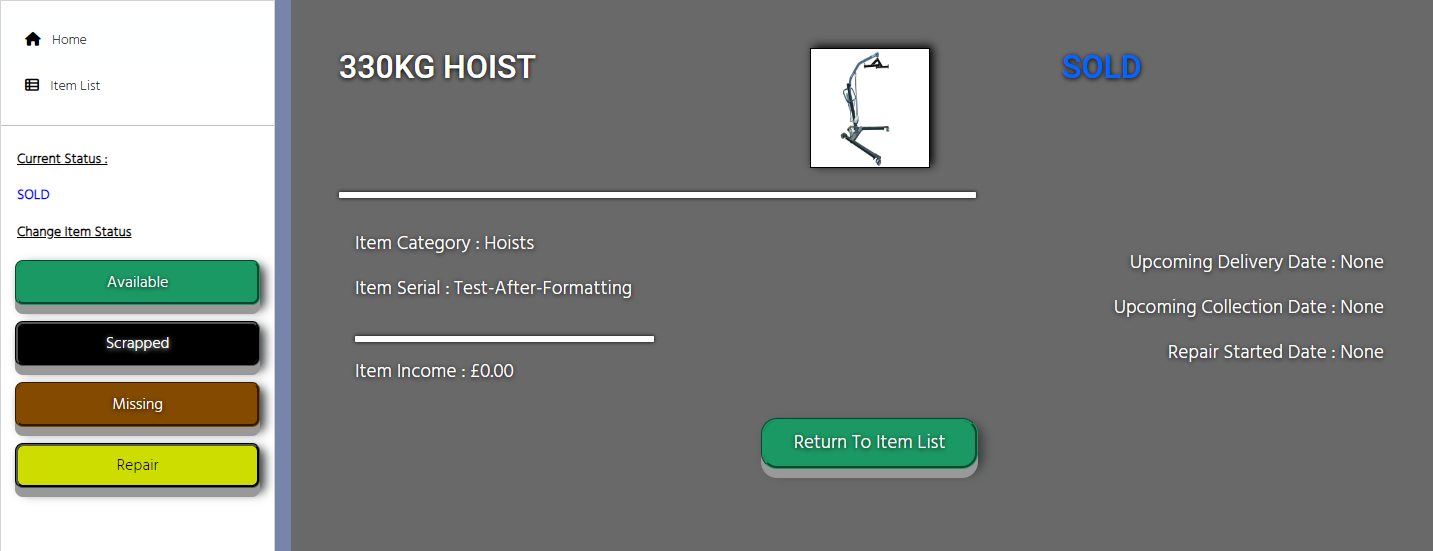 Home
Item List
Current Status :
SOLD
Change Item Status
Available
Scrapped
Missing
Repair
330KG HOIST
SOLD
Item Category : Hoists
Item Serial : Test-After-Formatting
Item Income : £0.00
Upcoming Delivery Date : None
Upcoming Collection Date : None
Repair Started Date : None
Return To Item List